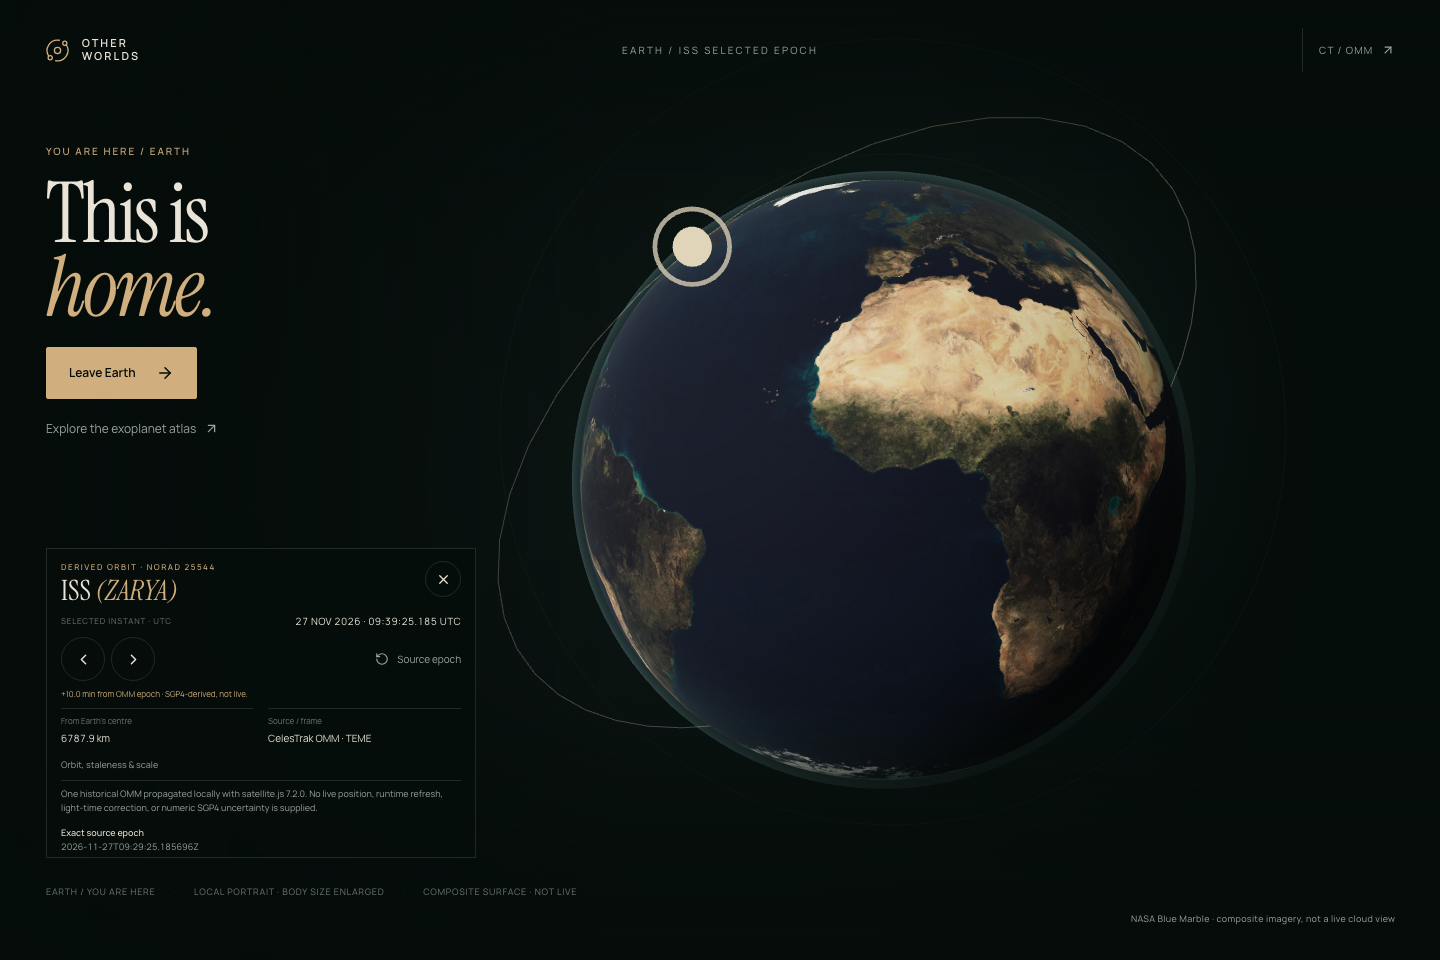 OTHER
WORLDS
EARTH / ISS SELECTED EPOCH
CT / OMM
YOU ARE HERE / EARTH
This is
home.
Leave Earth
Explore the exoplanet atlas
DERIVED ORBIT · NORAD 25544
ISS (ZARYA)
SELECTED INSTANT · UTC
27 NOV 2026 · 09:39:25.185 UTC
Source epoch
+10.0 min from OMM epoch · SGP4-derived, not live.
From Earth's centre
6787.9 km
Source / frame
CelesTrak OMM · TEME
Orbit, staleness & scale
One historical OMM propagated locally with satellite.js 7.2.0. No live position, runtime refresh,
light-time correction, or numeric SGP4 uncertainty is supplied.
Exact source epoch
2026-11-27T09:29:25.185696Z
EARTH / YOU ARE HERE
LOCAL PORTRAIT · BODY SIZE ENLARGED
COMPOSITE SURFACE · NOT LIVE
NASA Blue Marble · composite imagery, not a live cloud view